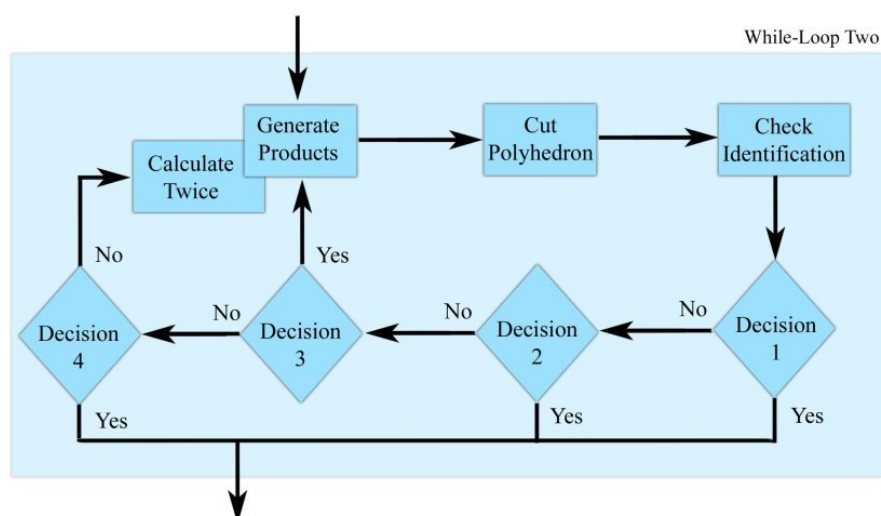 While-Loop Two
Generate
Products
Cut
Polyhedron
Check
Identification
Calculate
Twice
No
Yes
No
No
No
Decision
4
Decision
3
Decision
2
Decision
1
Yes
Yes
Yes